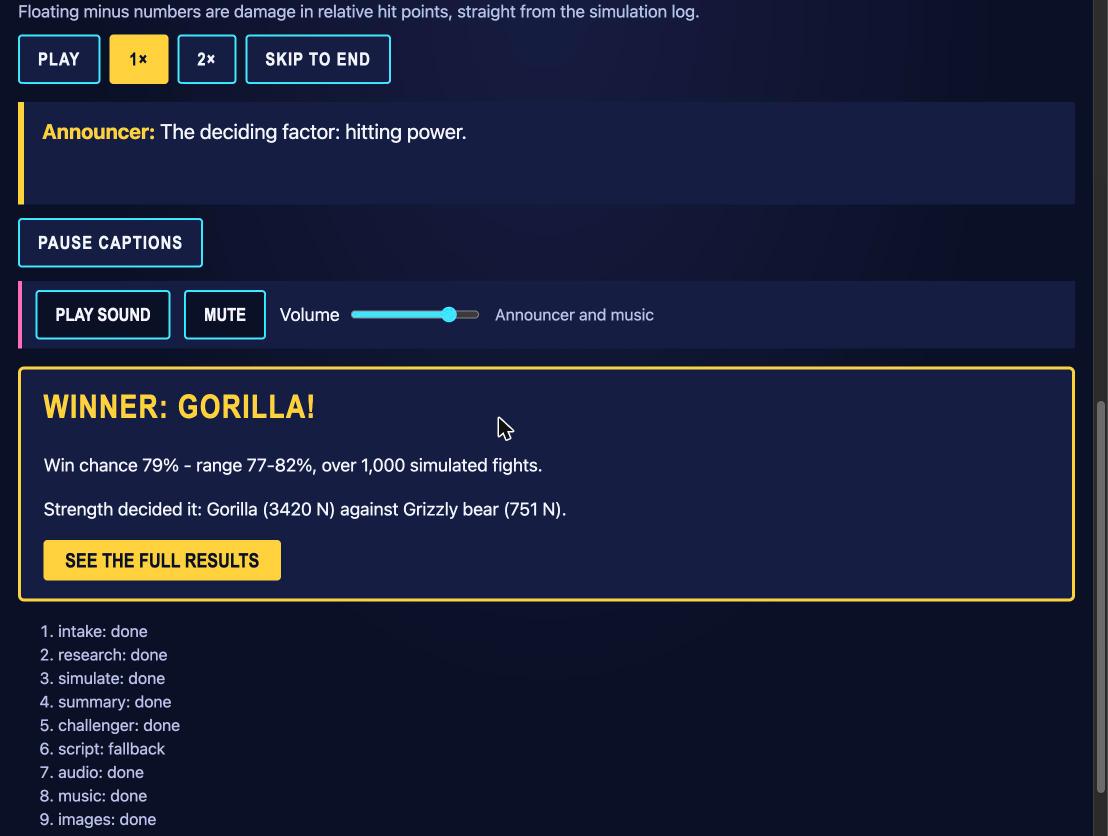 Floating minus numbers are damage in relative hit points, straight from the simulation log.
PLAY 1× 2× SKIP TO END
Announcer: The deciding factor: hitting power.
PAUSE CAPTIONS
PLAY SOUND MUTE Volume Announcer and music
WINNER: GORILLA!
Win chance 79% - range 77-82%, over 1,000 simulated fights.
Strength decided it: Gorilla (3420 N) against Grizzly bear (751 N).
SEE THE FULL RESULTS
1. intake: done
2. research: done
3. simulate: done
4. summary: done
5. challenger: done
6. script: fallback
7. audio: done
8. music: done
9. images: done